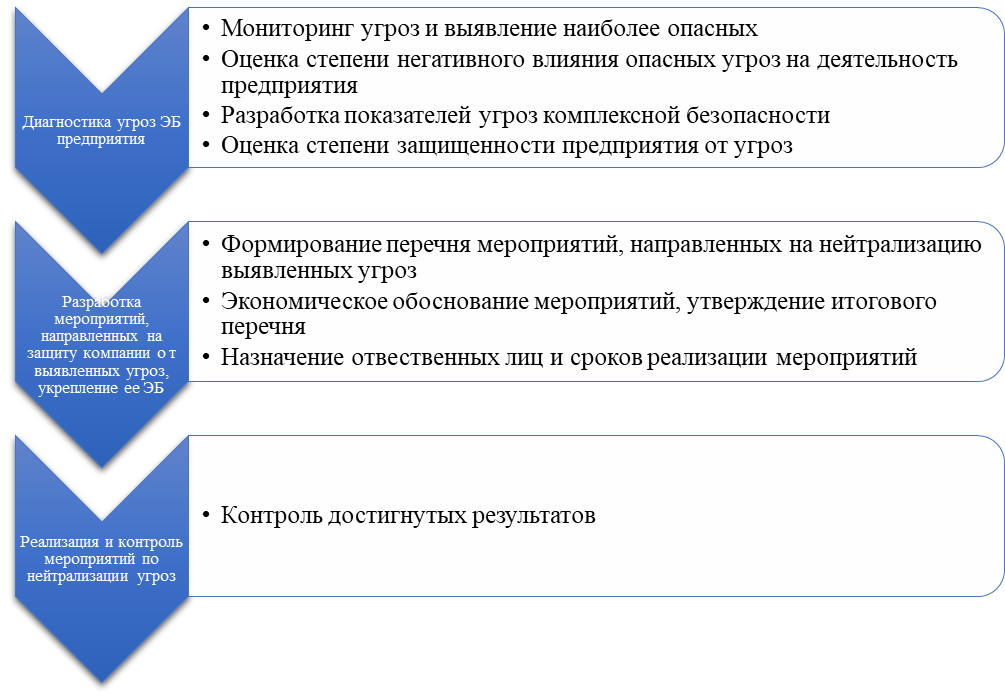 Диагностика угроз ЭБ
предприятия
• Мониторинг угроз и выявление наиболее опасных
• Оценка степени негативного влияния опасных угроз на деятельность
предприятия
• Разработка показателей угроз комплексной безопасности
• Оценка степени защищенности предприятия от угроз
Разработка
мероприятий,
направленных на
защиту компании о т
выявленных угроз,
укрепление ее ЭБ
• Формирование перечня мероприятий, направленных на нейтрализацию
выявленных угроз
• Экономическое обоснование мероприятий, утверждение итогового
перечня
• Назначение отвественных лиц и сроков реализации мероприятий
Реализация и контроль
мероприятий по
нейтрализации угроз
• Контроль достигнутых результатов